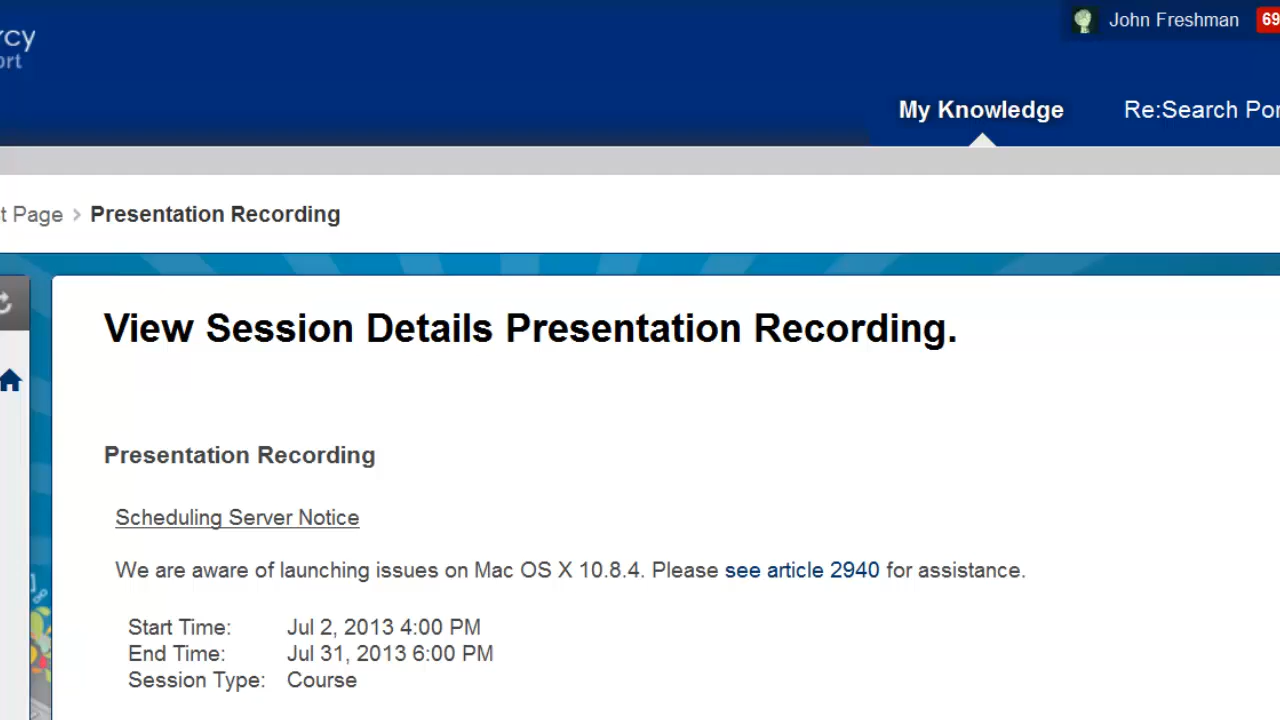 John Freshman
69
My Knowledge
Re:Search Por
t Page > Presentation Recording
View Session Details Presentation Recording.
Presentation Recording
Scheduling Server Notice
We are aware of launching issues on Mac OS X 10.8.4. Please see article 2940 for assistance.
Start Time: Jul 2, 2013 4:00 PM
End Time: Jul 31, 2013 6:00 PM
Session Type: Course